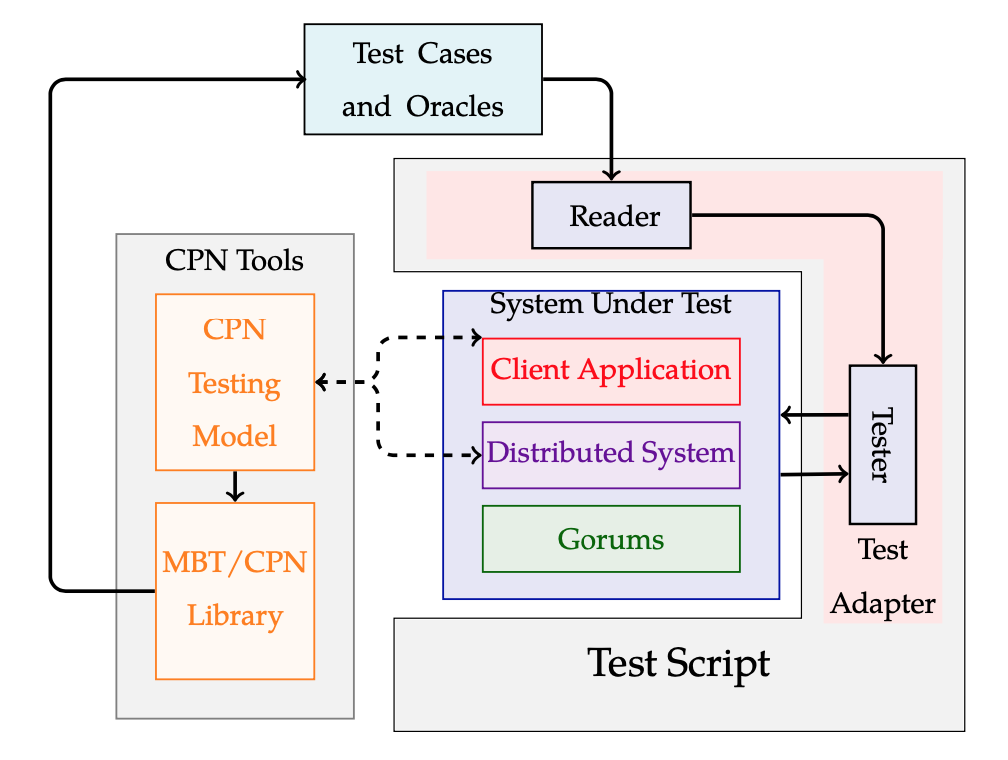 Test Cases
and Oracles
Reader
CPN Tools
CPN
Testing
Model
MBT/CPN
Library
System Under Test
Client Application
Distributed System
Gorums
Tester
Test
Adapter
Test Script